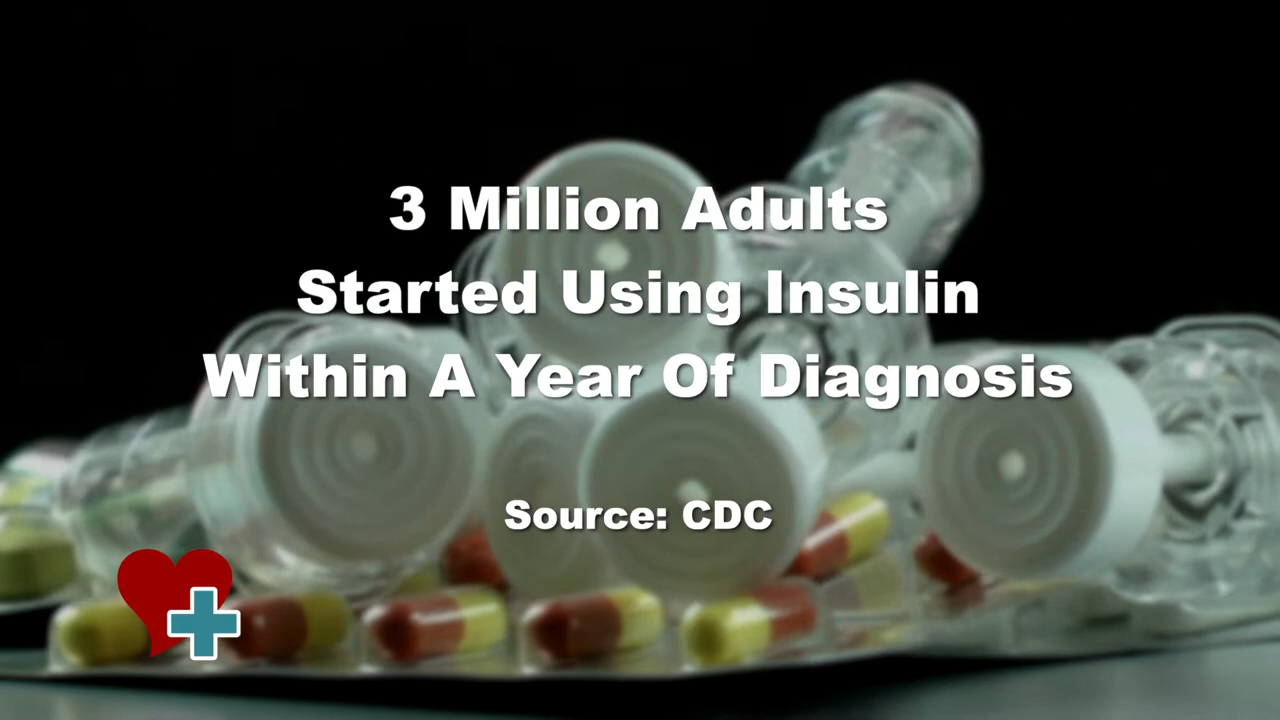 3 Million Adults
Started Using Insulin
Within A Year Of Diagnosis
Source: CDC